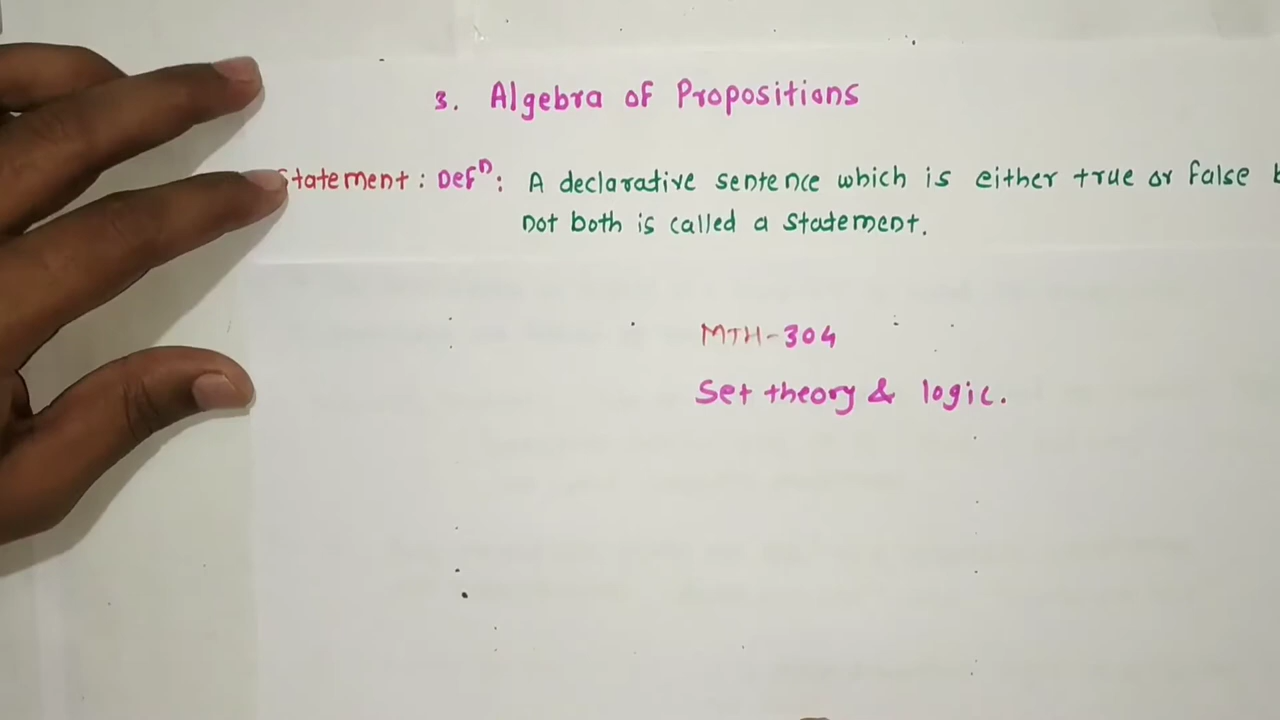 3. Algebra of Propositions
Statement : Defⁿ : A declarative sentence which is either true or false
not both is called a statement.
MTH-304
Set theory & logic.